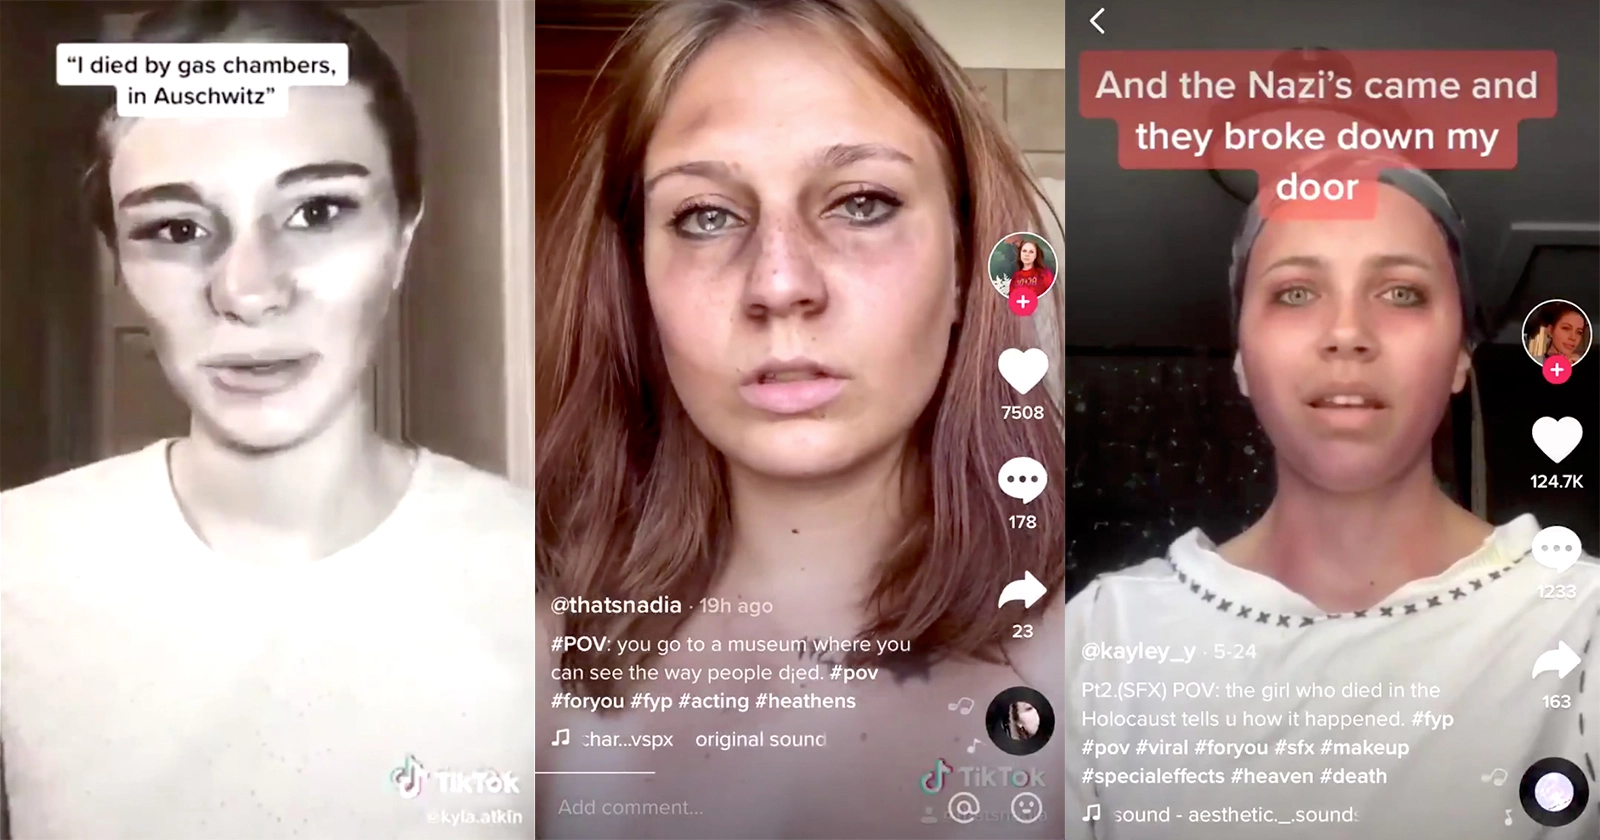 “I died by gas chambers,
in Auschwitz”
TikTok
@kyla.atkin
7508
178
23
@thatsnadia · 19h ago
#POV: you go to a museum where you
can see the way people d¡ed. #pov
#foryou #fyp #acting #heathens
char...vspx original sound
TikTok
Add comment...
And the Nazi’s came and
they broke down my
door
124.7K
1233
163
@kayley_y · 5-24
Pt2.(SFX) POV: the girl who died in the
Holocaust tells u how it happened. #fyp
#pov #viral #foryou #sfx #makeup
#specialeffects #heaven #death
sound - aesthetic._.sounds